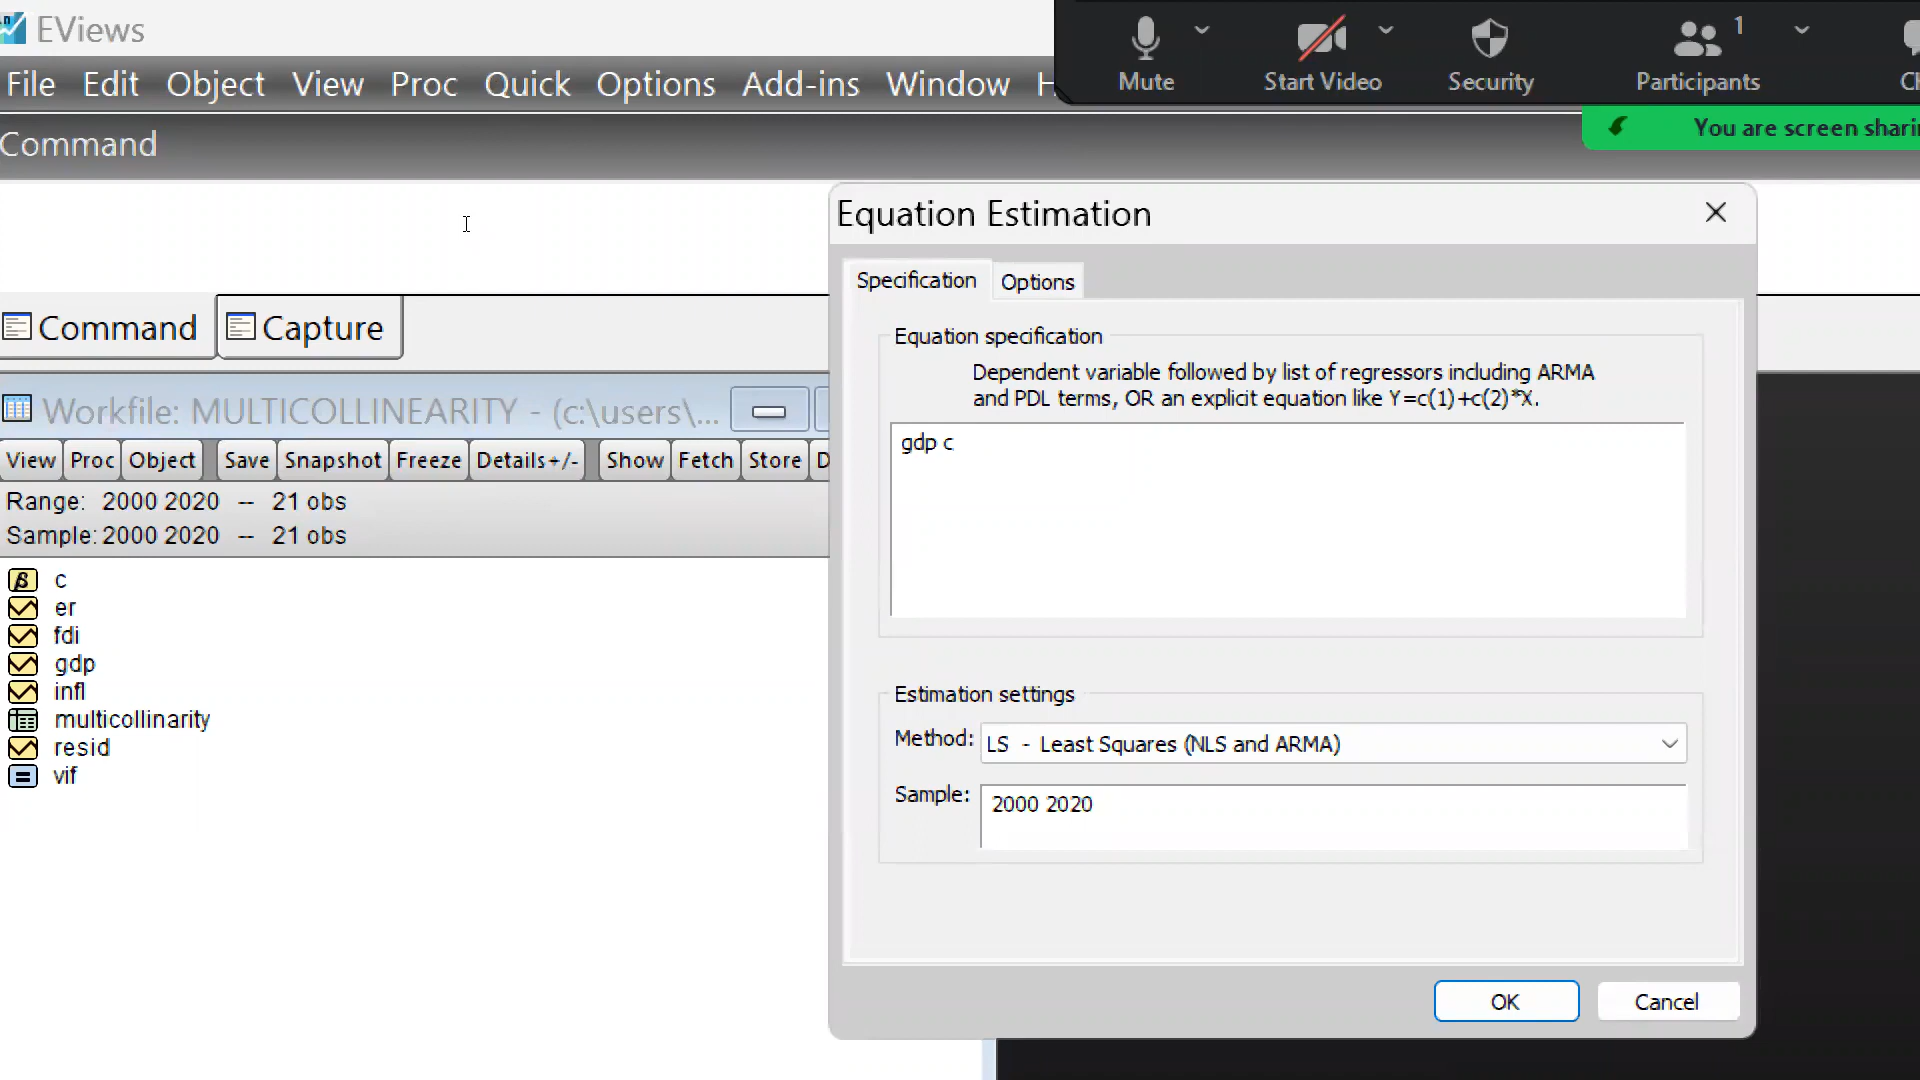 EViews
File Edit Object View Proc Quick Options Add-ins Window
Mute Start Video Security Participants 1
You are screen
Command
Command Capture
Workfile: MULTICOLLINEARITY - (c:\users\...
View Proc Object Save Snapshot Freeze Details+/- Show Fetch Store
Range: 2000 2020 -- 21 obs
Sample: 2000 2020 -- 21 obs
c
er
fdi
gdp
infl
multicollinarity
resid
vif
Equation Estimation
Specification Options
Equation specification
Dependent variable followed by list of regressors including ARMA
and PDL terms, OR an explicit equation like Y=c(1)+c(2)*X.
gdp c
Estimation settings
Method: LS - Least Squares (NLS and ARMA)
Sample: 2000 2020
OK Cancel